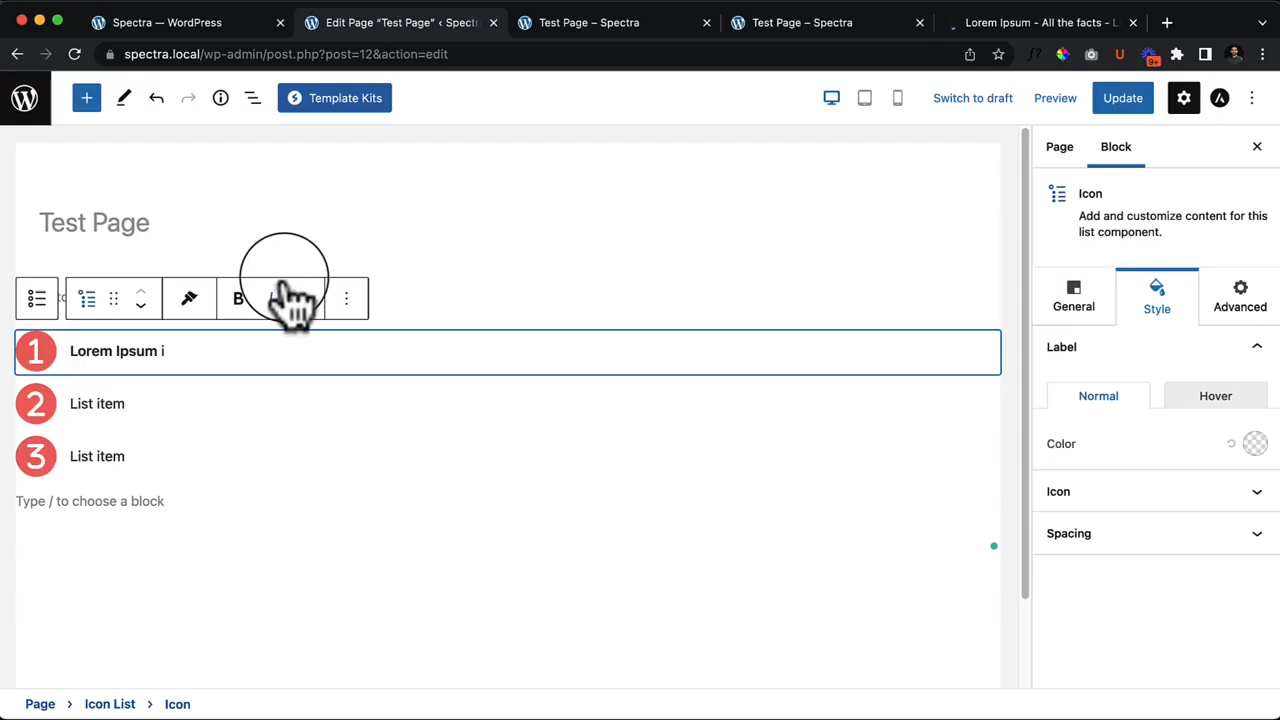 Spectra — WordPress
Edit Page “Test Page” ‹ Spectr
Test Page – Spectra
Test Page – Spectra
Lorem Ipsum - All the facts - L
spectra.local/wp-admin/post.php?post=12&action=edit
9+
Template Kits
Switch to draft
Preview
Update
Page
Block
Icon
Add and customize content for this
list component.
General
Style
Advanced
Test Page
B
1 Lorem Ipsum i
2 List item
3 List item
Type / to choose a block
Label
Normal
Hover
Color
Icon
Spacing
Page › Icon List › Icon